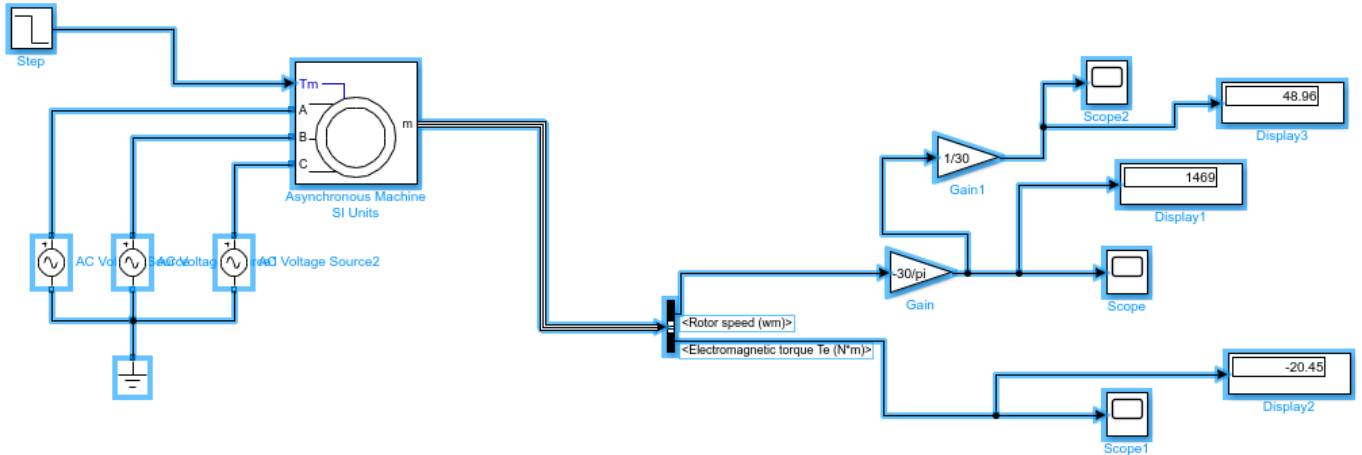 Step
Tm
A
B
C
m
Asynchronous Machine
SI Units
AC Voltage Source2
Scope2
48.96
Display3
1/30
Gain1
1469
Display1
-30/pi
Gain
Scope
<Rotor speed (wm)>
<Electromagnetic torque Te (N*m)>
-20.45
Display2
Scope1